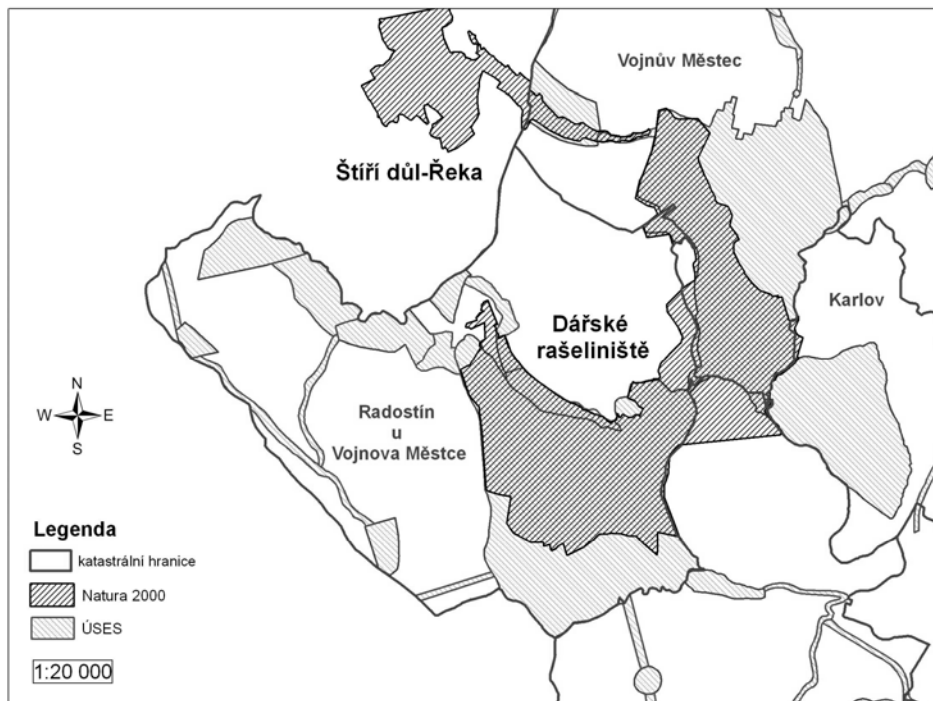 Vojnův Městec
Štíří důl-Řeka
Karlov
Dářské
rašeliniště
N
W E
S
Radostín
u
Vojnova Městce
Legenda
katastrální hranice
Natura 2000
ÚSES
1:20 000